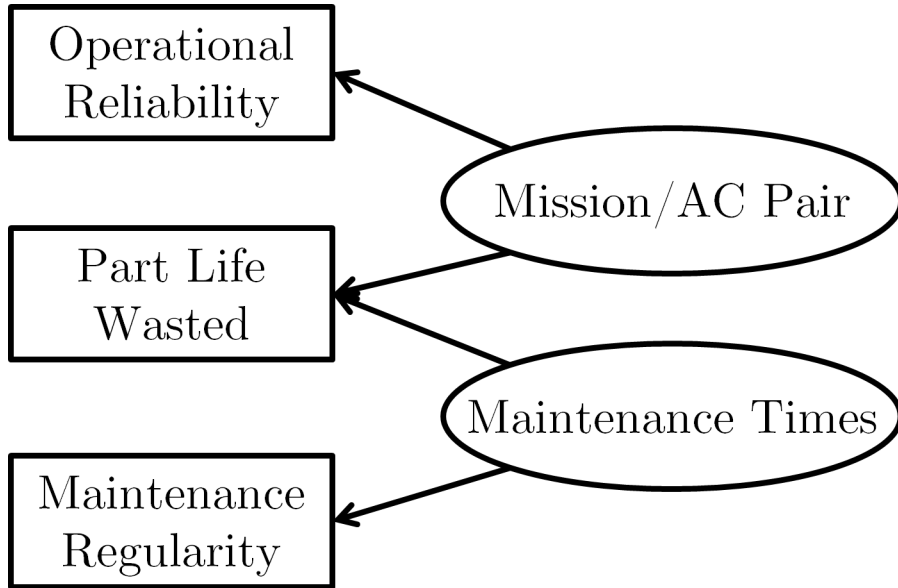 Operational
Reliability
Mission/AC Pair
Part Life
Wasted
Maintenance Times
Maintenance
Regularity